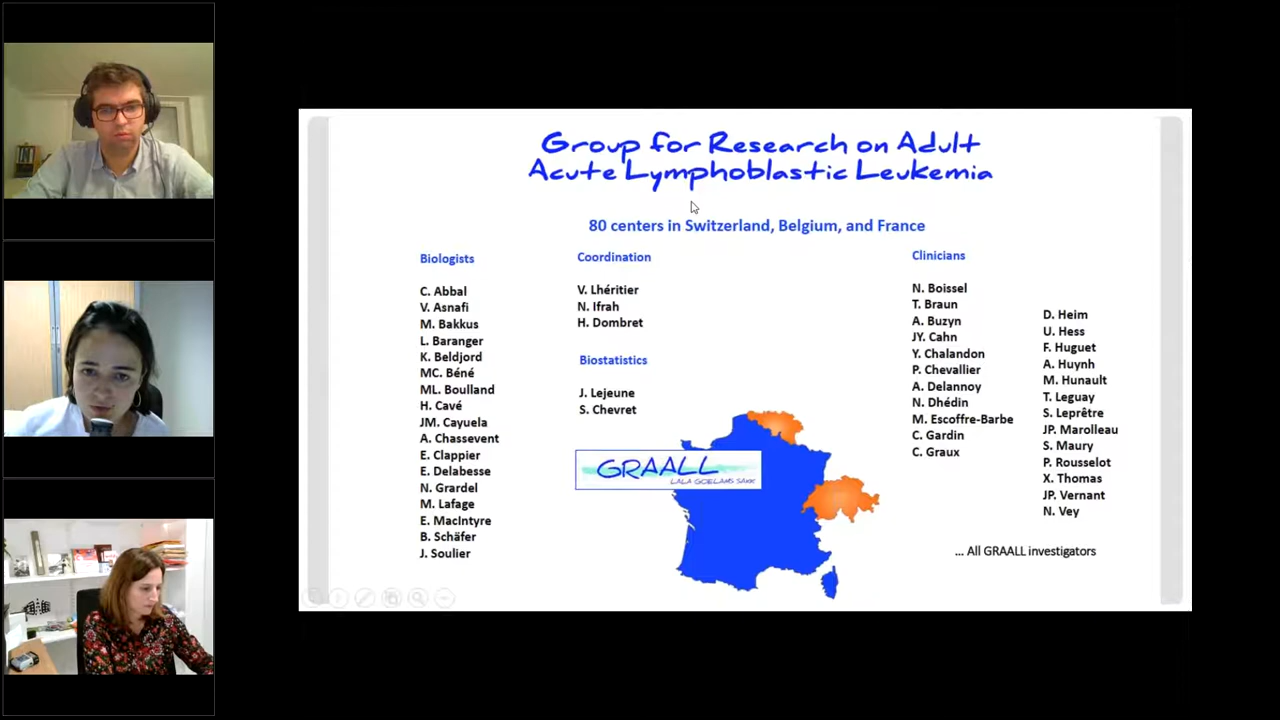 Group for Research on Adult
Acute Lymphoblastic Leukemia
80 centers in Switzerland, Belgium, and France
Biologists
C. Abbal
V. Asnafi
M. Bakkus
L. Baranger
K. Beldjord
MC. Béné
ML. Boulland
H. Cavé
JM. Cayuela
A. Chassevent
E. Clappier
E. Delabesse
N. Grardel
M. Lafage
E. MacIntyre
B. Schäfer
J. Soulier
Coordination
V. Lhéritier
N. Ifrah
H. Dombret
Biostatistics
J. Lejeune
S. Chevret
GRAALL
LALA GOELAMS SAKK
Clinicians
N. Boissel
T. Braun
A. Buzyn
JY. Cahn
Y. Chalandon
P. Chevallier
A. Delannoy
N. Dhédin
M. Escoffre-Barbe
C. Gardin
C. Graux
D. Heim
U. Hess
F. Huguet
A. Huynh
M. Hunault
T. Leguay
S. Leprêtre
JP. Marolleau
S. Maury
P. Rousselot
X. Thomas
JP. Vernant
N. Vey
... All GRAALL investigators